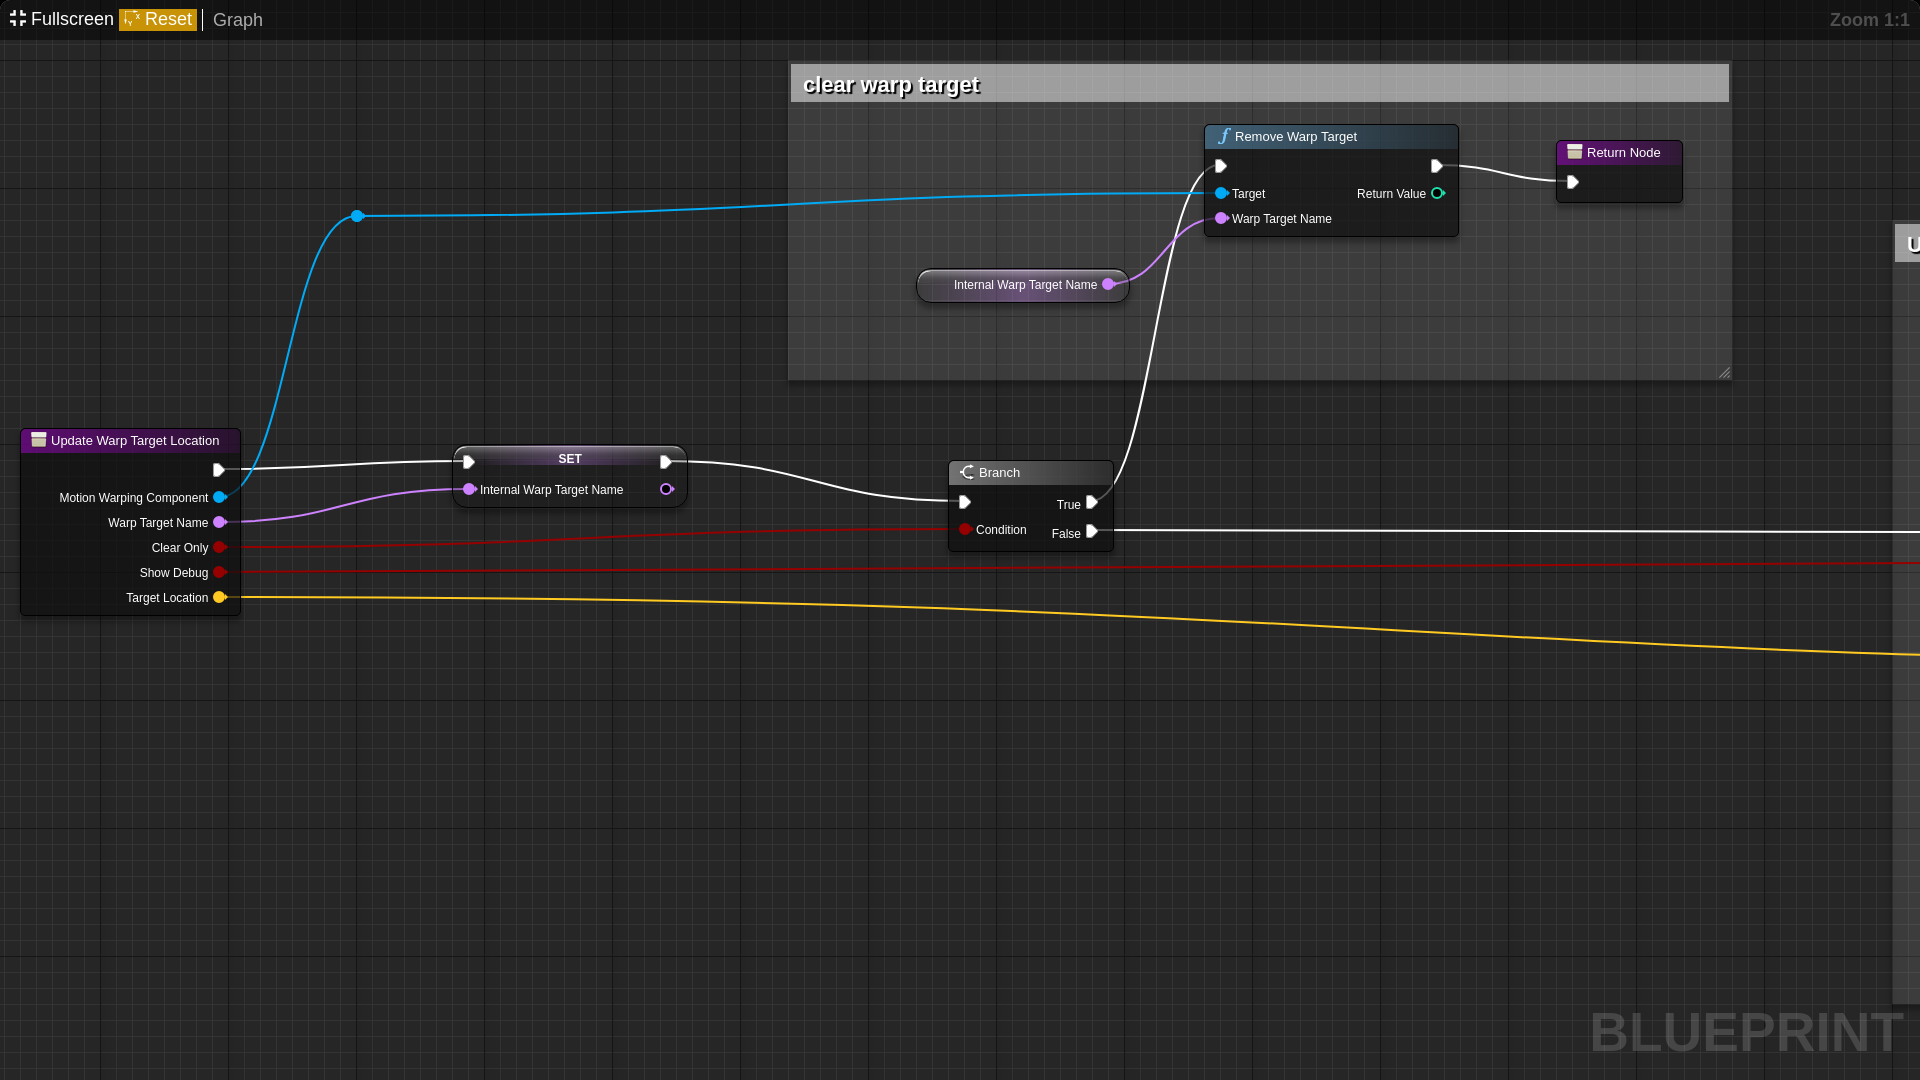 Fullscreen Reset Graph
Zoom 1:1
clear warp target
Remove Warp Target
Target
Return Value
Warp Target Name
Return Node
Internal Warp Target Name
U
Update Warp Target Location
Motion Warping Component
Warp Target Name
Clear Only
Show Debug
Target Location
SET
Internal Warp Target Name
Branch
True
Condition
False
BLUEPRINT